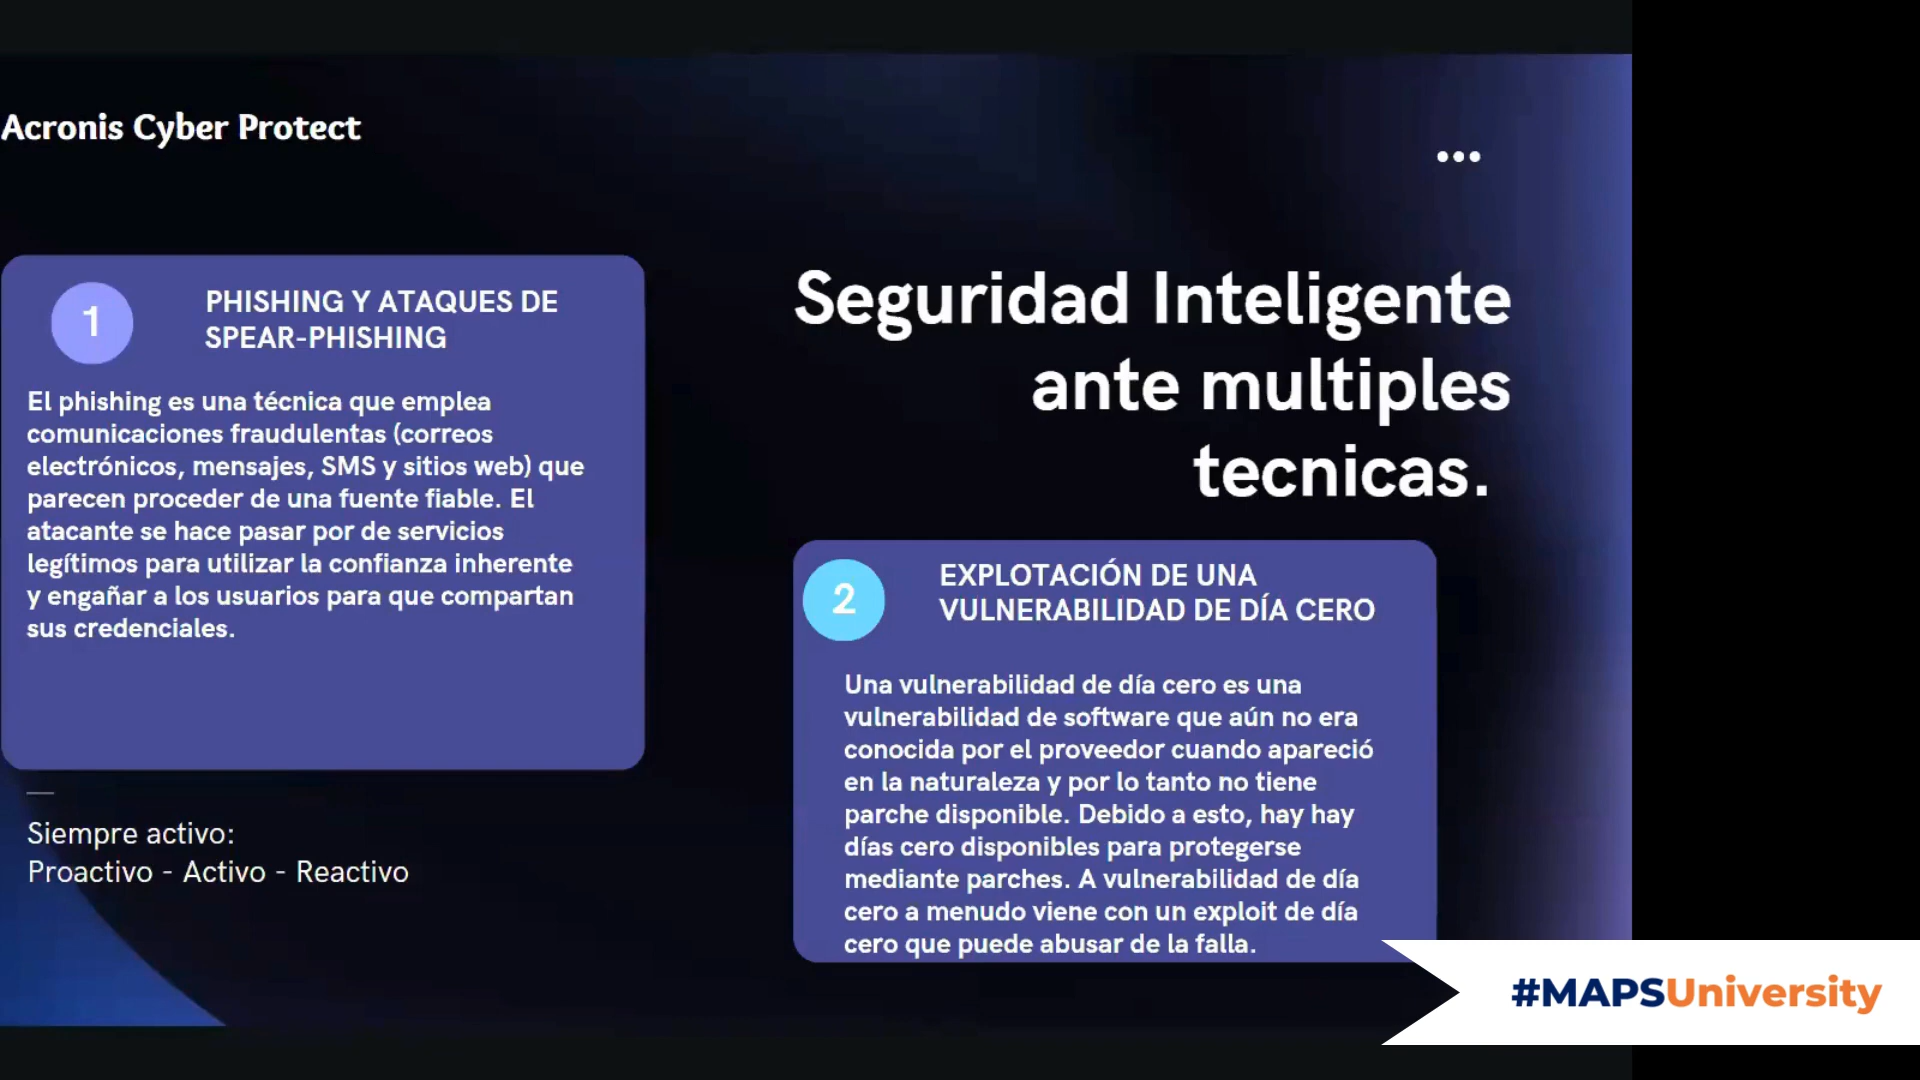 Acronis Cyber Protect
1
PHISHING Y ATAQUES DE
SPEAR-PHISHING
El phishing es una técnica que emplea
comunicaciones fraudulentas (correos
electrónicos, mensajes, SMS y sitios web) que
parecen proceder de una fuente fiable. El
atacante se hace pasar por de servicios
legítimos para utilizar la confianza inherente
y engañar a los usuarios para que compartan
sus credenciales.
Siempre activo:
Proactivo - Activo - Reactivo
Seguridad Inteligente
ante multiples
tecnicas.
2
EXPLOTACIÓN DE UNA
VULNERABILIDAD DE DÍA CERO
Una vulnerabilidad de día cero es una
vulnerabilidad de software que aún no era
conocida por el proveedor cuando apareció
en la naturaleza y por lo tanto no tiene
parche disponible. Debido a esto, hay hay
días cero disponibles para protegerse
mediante parches. A vulnerabilidad de día
cero a menudo viene con un exploit de día
cero que puede abusar de la falla.
#MAPSUniversity